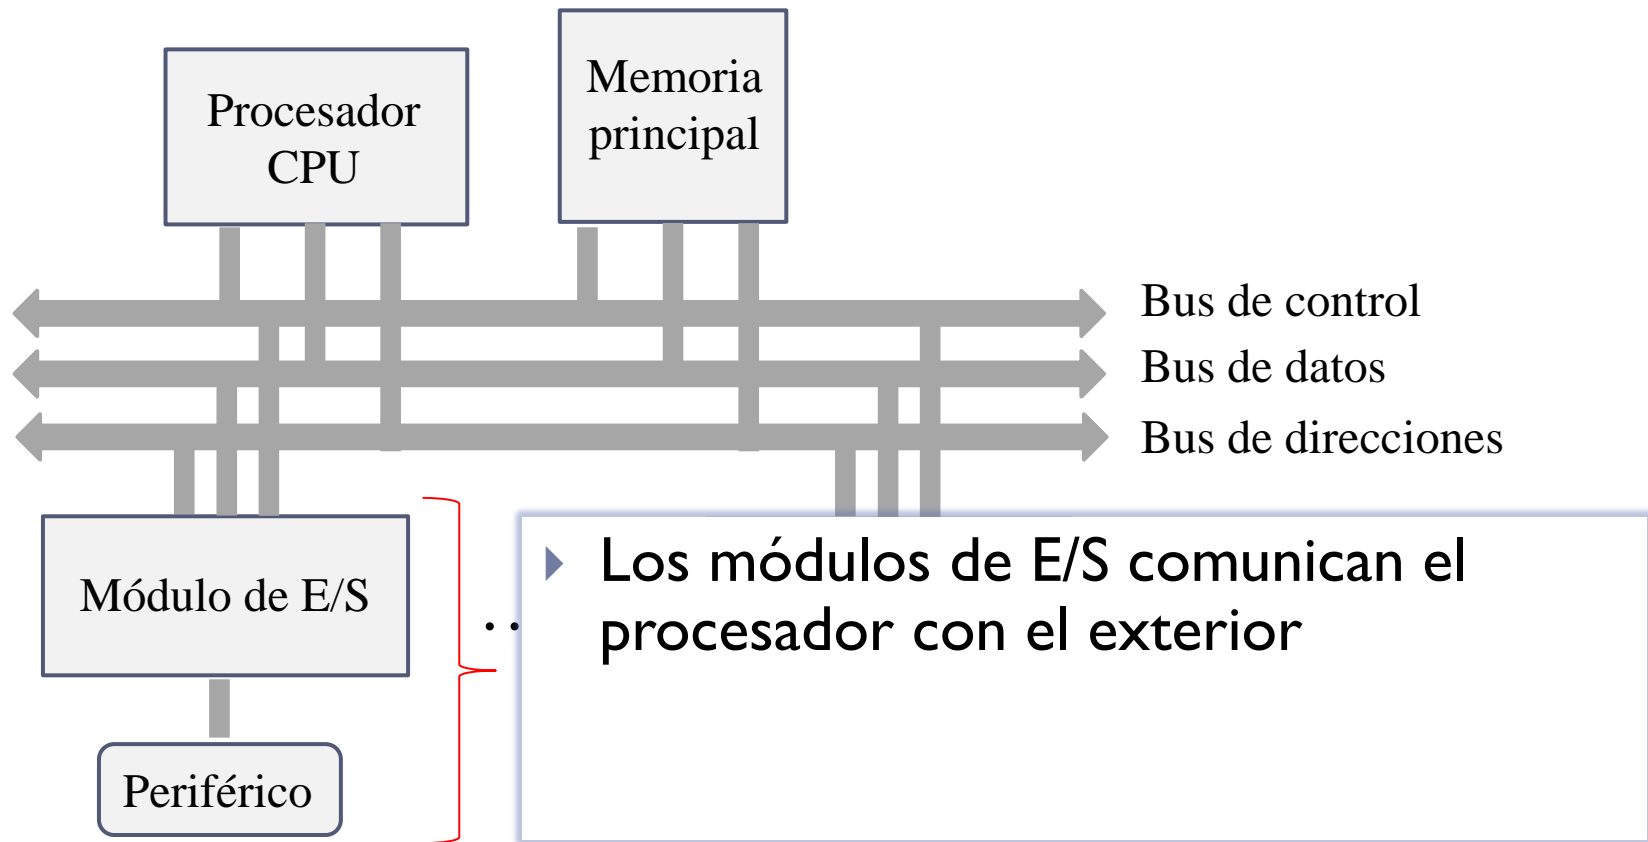 Procesador
CPU
Memoria
principal
Bus de control
Bus de datos
Bus de direcciones
Módulo de E/S
Periférico
..
Los módulos de E/S comunican el
procesador con el exterior